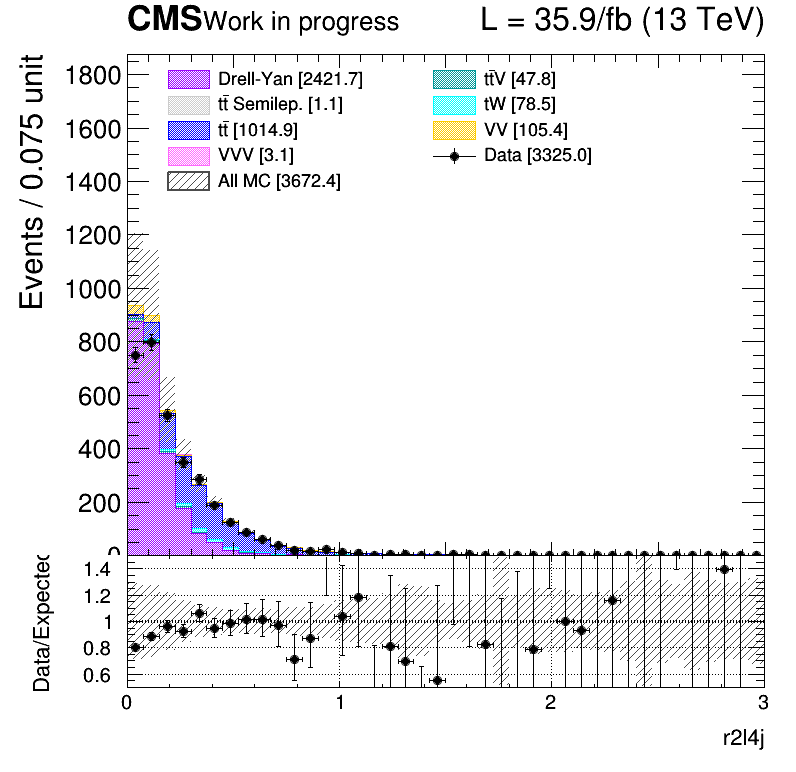 CMS Work in progress L = 35.9/fb (13 TeV)
Events / 0.075 unit
1800
1600
1400
1200
1000
800
600
400
200
0
Drell-Yan [2421.7]
tt̄ Semilep. [1.1]
tt̄ [1014.9]
VVV [3.1]
All MC [3672.4]
tt̄V [47.8]
tW [78.5]
VV [105.4]
Data [3325.0]
Data/Expected
1.4
1.2
1
0.8
0.6
0 1 2 3
r2l4j